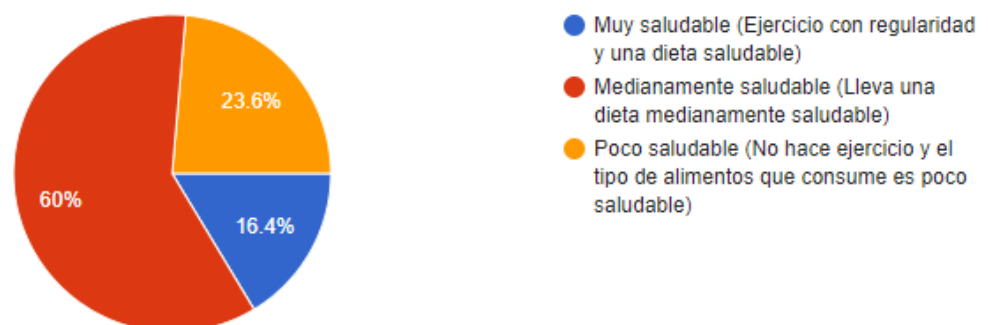 23.6%
60%
16.4%
Muy saludable (Ejercicio con regularidad
y una dieta saludable)
Medianamente saludable (Lleva una
dieta medianamente saludable)
Poco saludable (No hace ejercicio y el
tipo de alimentos que consume es poco
saludable)